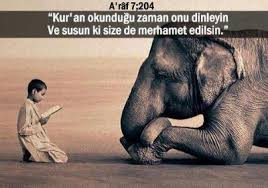 A'râf 7;204
“Kur'an okunduğu zaman onu dinleyin
Ve susun ki size de merhamet edilsin.”